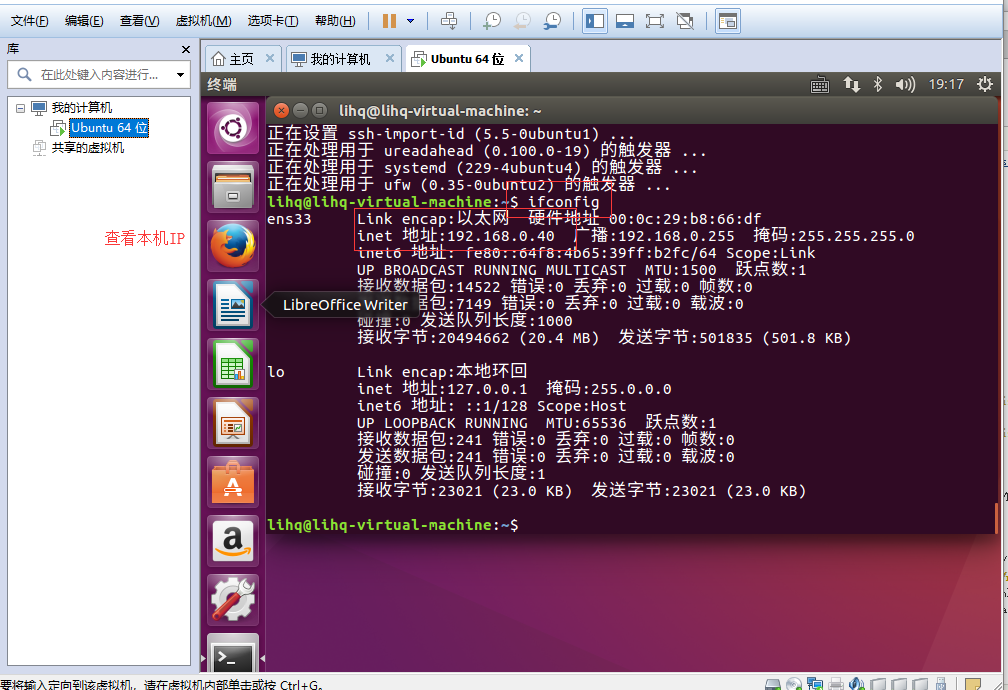 文件(F) 编辑(E) 查看(V) 虚拟机(M) 选项卡(T) 帮助(H)
库
在此处键入内容进行...
我的计算机
Ubuntu 64 位
共享的虚拟机
查看本机IP
主页 我的计算机 Ubuntu 64 位
终端 19:17
lihq@lihq-virtual-machine: ~
正在设置 ssh-import-id (5.5-0ubuntu1) ...
正在处理用于 ureadahead (0.100.0-19) 的触发器 ...
正在处理用于 systemd (229-4ubuntu4) 的触发器 ...
正在处理用于 ufw (0.35-0ubuntu2) 的触发器 ...
lihq@lihq-virtual-machine:~$ ifconfig
ens33 Link encap:以太网 硬件地址 00:0c:29:b8:66:df
inet 地址:192.168.0.40 广播:192.168.0.255 掩码:255.255.255.0
inet6 地址: fe80::64f8:4b65:39ff:b2fc/64 Scope:Link
UP BROADCAST RUNNING MULTICAST MTU:1500 跃点数:1
接收数据包:14522 错误:0 丢弃:0 过载:0 帧数:0
据包:7149 错误:0 丢弃:0 过载:0 载波:0
LibreOffice Writer
碰撞:0 发送队列长度:1000
接收字节:20494662 (20.4 MB) 发送字节:501835 (501.8 KB)
lo Link encap:本地环回
inet 地址:127.0.0.1 掩码:255.0.0.0
inet6 地址: ::1/128 Scope:Host
UP LOOPBACK RUNNING MTU:65536 跃点数:1
接收数据包:241 错误:0 丢弃:0 过载:0 帧数:0
发送数据包:241 错误:0 丢弃:0 过载:0 载波:0
碰撞:0 发送队列长度:1
接收字节:23021 (23.0 KB) 发送字节:23021 (23.0 KB)
lihq@lihq-virtual-machine:~$
要将输入定向到该虚拟机，请在虚拟机内部单击或按 Ctrl+G。